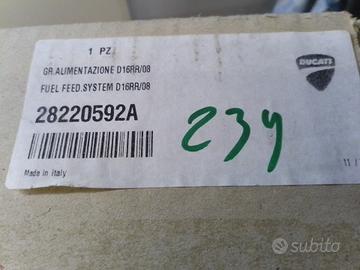 1 PZ
GR.ALIMENTAZIONE D16RR/08
DUCATI
FUEL FEED.SYSTEM D16RR/08
28220592A
234
Made in Italy
subito